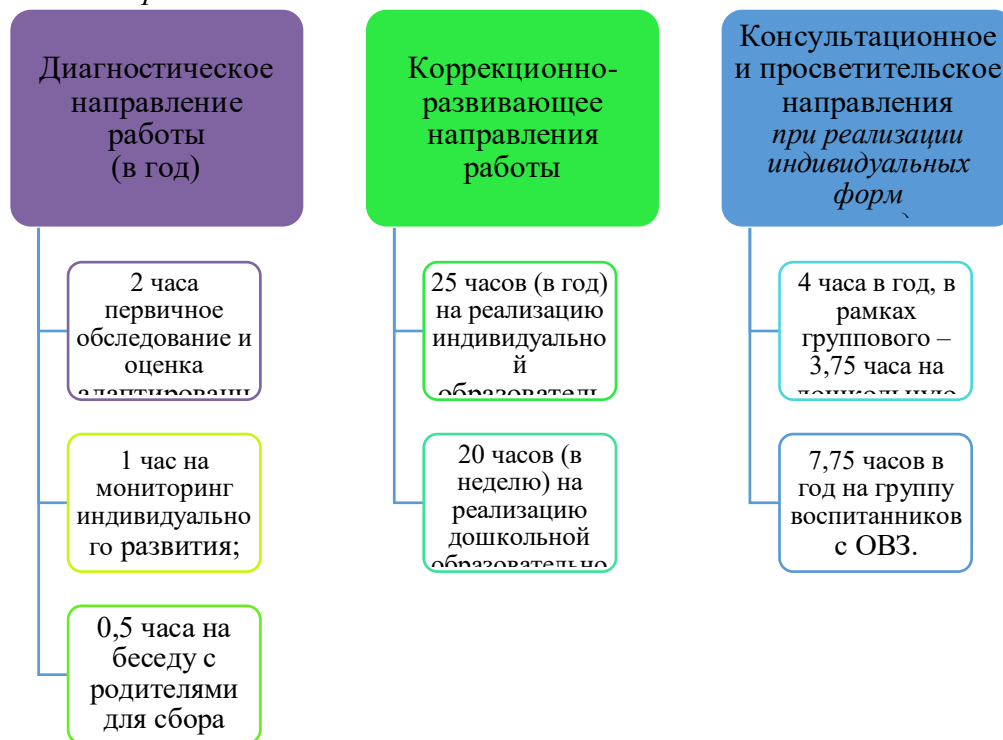 Диагностическое
направление
работы
(в год)
2 часа
первичное
обследование и
оценка
1 час на
мониторинг
индивидуально
го развития;
0,5 часа на
беседу с
родителями
для сбора
Коррекционно-
развивающее
направления
работы
25 часов (в год)
на реализацию
индивидуально
й
образователь
20 часов (в
неделю) на
реализацию
дошкольной
образовательно
Консультационное
и просветительское
направления
при реализации
индивидуальных
форм
4 часа в год, в
рамках
группового –
3,75 часа на
дошкольную
7,75 часов в
год на группу
воспитанников
с ОВЗ.